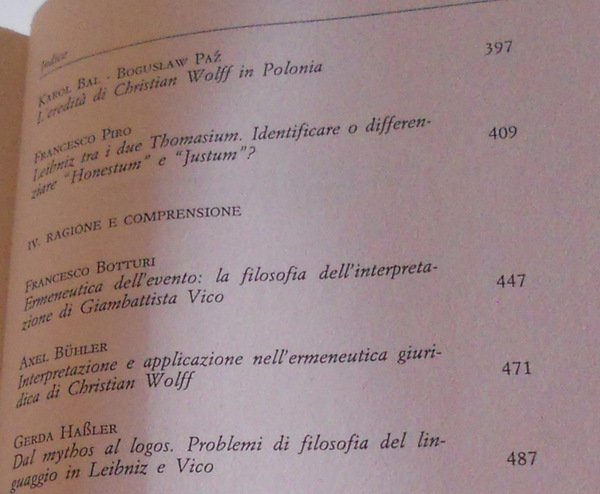 Indice
KAROL BAL - BOGUSŁAW PAŹ
L'eredità di Christian Wolff in Polonia 397
FRANCESCO PIRO
Leibniz tra i due Thomasium. Identificare o differen-
ziare "Honestum" e "Justum"? 409
IV. RAGIONE E COMPRENSIONE
FRANCESCO BOTTURI
Ermeneutica dell'evento: la filosofia dell'interpreta-
zione di Giambattista Vico 447
AXEL BÜHLER
Interpretazione e applicazione nell'ermeneutica giuri-
dica di Christian Wolff 471
GERDA HAßLER
Dal mythos al logos. Problemi di filosofia del lin-
guaggio in Leibniz e Vico 487